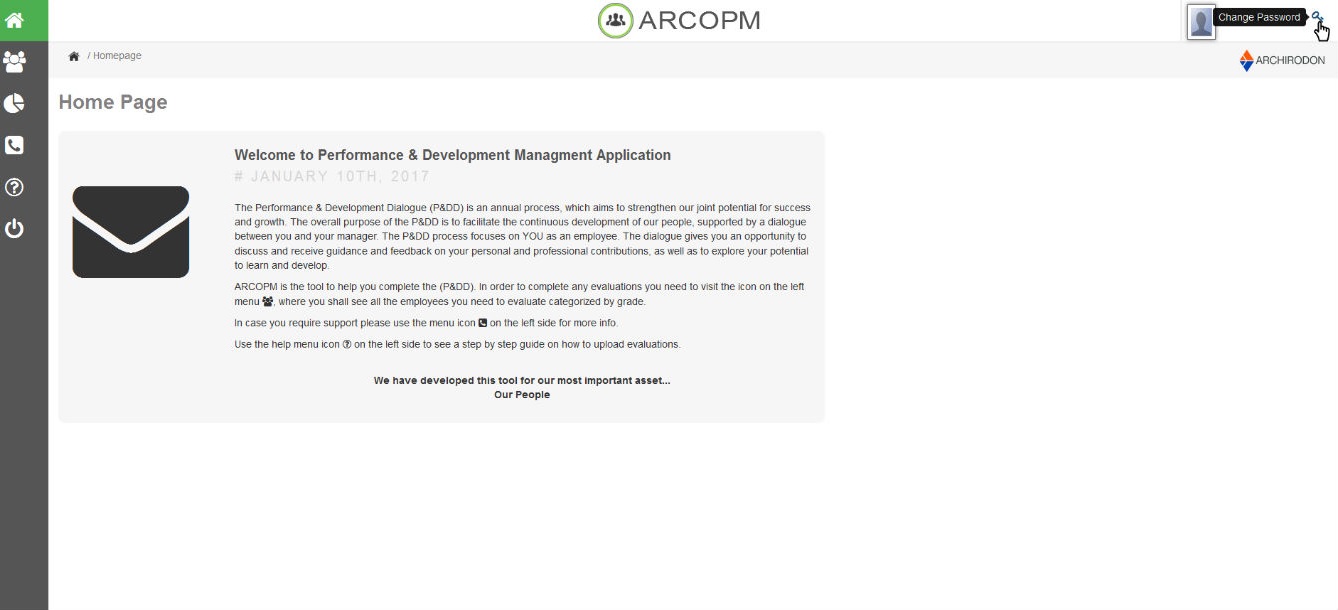 ARCOPM
Change Password
/ Homepage
ARCHIRODON
Home Page
Welcome to Performance & Development Managment Application
# JANUARY 10TH, 2017
The Performance & Development Dialogue (P&DD) is an annual process, which aims to strengthen our joint potential for success
and growth. The overall purpose of the P&DD is to facilitate the continuous development of our people, supported by a dialogue
between you and your manager. The P&DD process focuses on YOU as an employee. The dialogue gives you an opportunity to
discuss and receive guidance and feedback on your personal and professional contributions, as well as to explore your potential
to learn and develop.
ARCOPM is the tool to help you complete the (P&DD). In order to complete any evaluations you need to visit the icon on the left
menu , where you shall see all the employees you need to evaluate categorized by grade.
In case you require support please use the menu icon on the left side for more info.
Use the help menu icon on the left side to see a step by step guide on how to upload evaluations.
We have developed this tool for our most important asset...
Our People